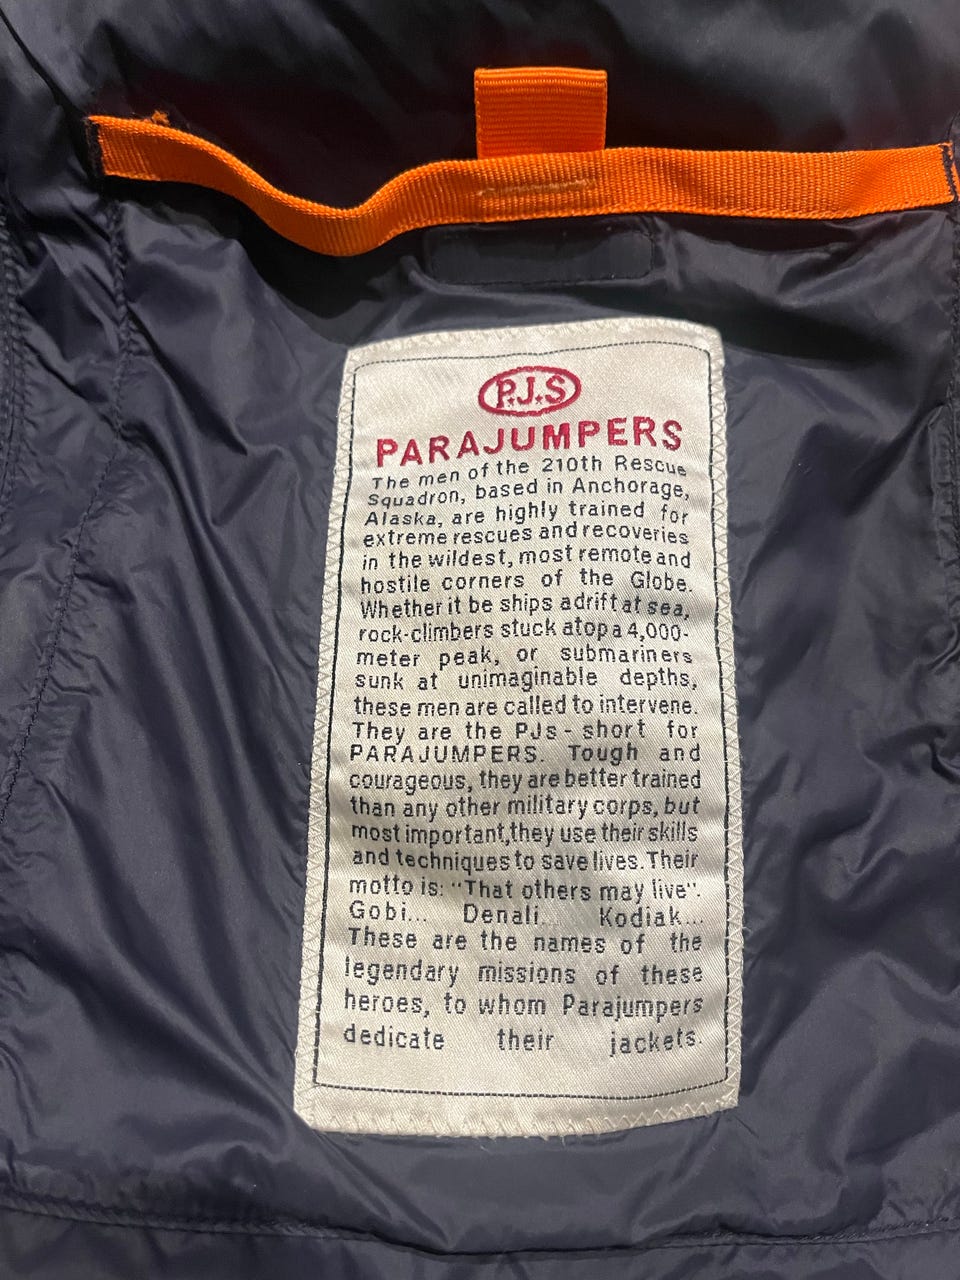 P.J.S
PARAJUMPERS
The men of the 210th Rescue
Squadron, based in Anchorage,
Alaska, are highly trained for
extreme rescues and recoveries
in the wildest, most remote and
hostile corners of the Globe.
Whether it be ships adrift at sea,
rock-climbers stuck atop a 4,000-
meter peak, or submariners
sunk at unimaginable depths,
these men are called to intervene.
They are the PJs - short for
PARAJUMPERS. Tough and
courageous, they are better trained
than any other military corps, but
most important, they use their skills
and techniques to save lives. Their
motto is: "That others may live".
Gobi... Denali... Kodiak...
These are the names of the
legendary missions of these
heroes, to whom Parajumpers
dedicate their jackets.